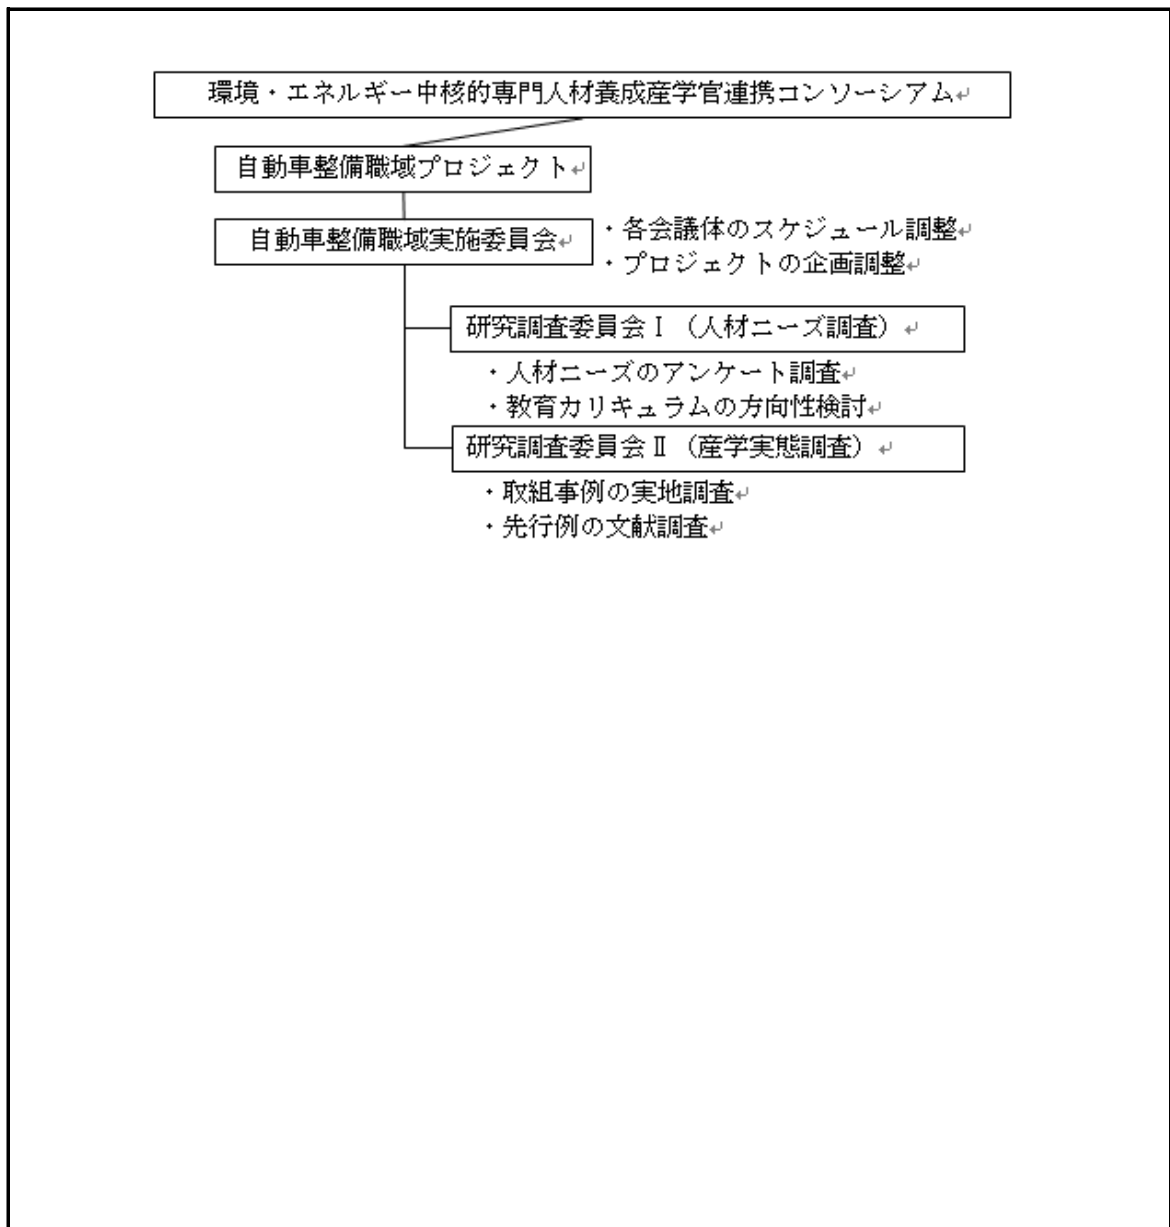 環境・エネルギー中核的専門人材養成産学官連携コンソーシアム↵
自動車整備職域プロジェクト↵
自動車整備職域実施委員会↵
・各会議体のスケジュール調整↵
・プロジェクトの企画調整↵
研究調査委員会Ⅰ（人材ニーズ調査）↵
・人材ニーズのアンケート調査↵
・教育カリキュラムの方向性検討↵
研究調査委員会Ⅱ（産学実態調査）↵
・取組事例の実地調査↵
・先行例の文献調査↵